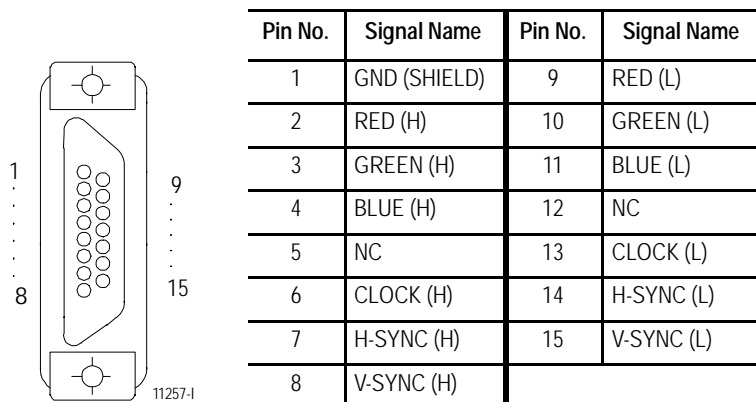 Pin No. Signal Name Pin No. Signal Name
1 GND (SHIELD) 9 RED (L)
2 RED (H) 10 GREEN (L)
3 GREEN (H) 11 BLUE (L)
4 BLUE (H) 12 NC
5 NC 13 CLOCK (L)
6 CLOCK (H) 14 H-SYNC (L)
7 H-SYNC (H) 15 V-SYNC (L)
8 V-SYNC (H)
1
8
9
15
11257-I